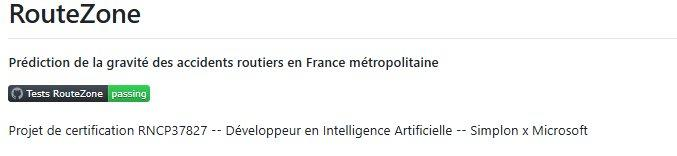 RouteZone
Prédiction de la gravité des accidents routiers en France métropolitaine
Tests RouteZone passing
Projet de certification RNCP37827 -- Développeur en Intelligence Artificielle -- Simplon x Microsoft